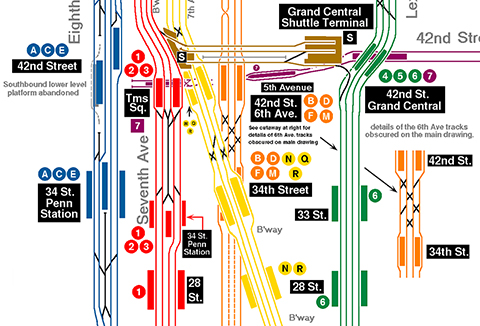 Eighth
A C E
42nd Street
Southbound lower level
platform abandoned
1
2 3
Tms
Sq.
7
S
B'way
7th A
Grand Central
Shuttle Terminal
S
Le
42nd Stre
7
5th Avenue
42nd St.
6th Ave.
B D
F M
See cutaway at right for
details of 6th Ave. tracks
obscured on main drawing
4 5 6 7
42nd St.
Grand Central
details of the 6th Ave tracks
obscured on the main drawing.
42nd St.
34th St.
N Q
R
A C E
34 St.
Penn
Station
Seventh Ave
1
2 3
34 St.
Penn
Station
B D N Q
F M R
34th Street
B'way
6
33 St.
1
28
St.
N R
28 St.
6
B'way